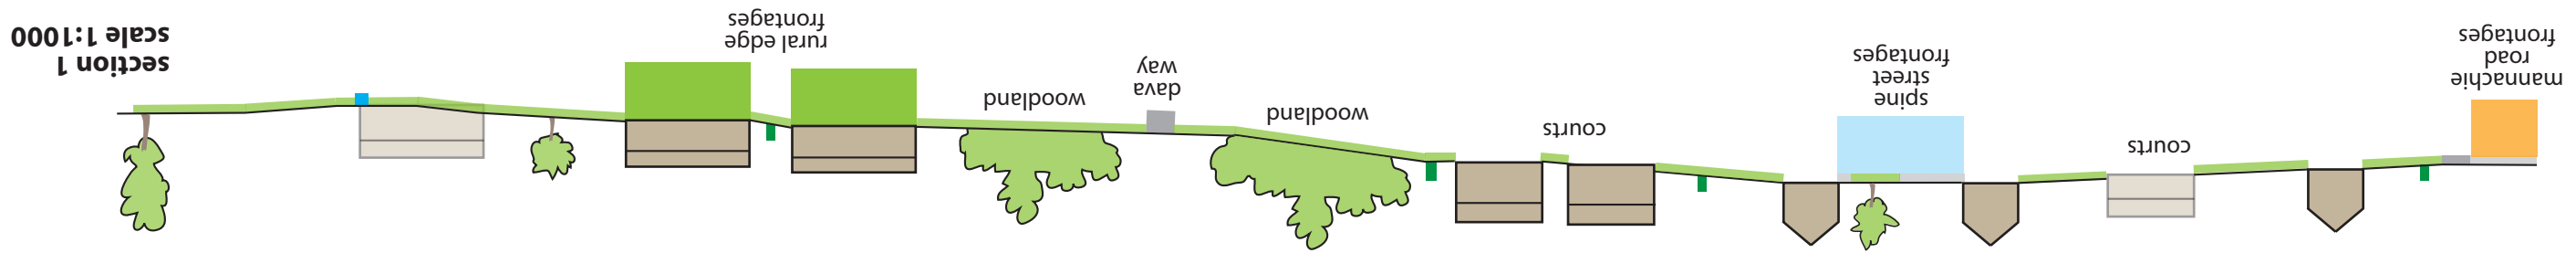 mannachie
road
frontages
courts
spine
street
frontages
courts
woodland
dava
way
woodland
rural edge
frontages
section 1
scale 1:1000